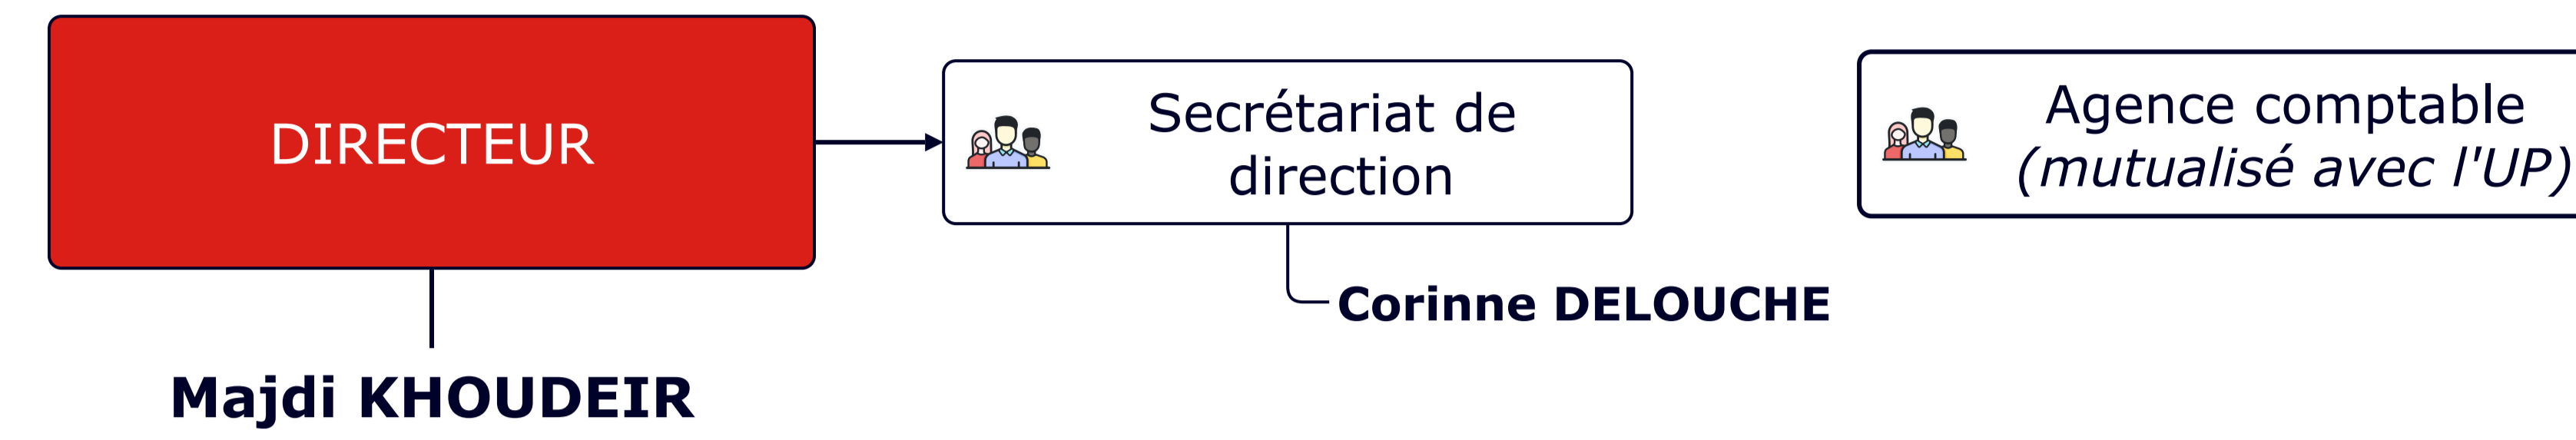 DIRECTEUR
Majdi KHOUDEIR
Secrétariat de
direction
Corinne DELOUCHE
Agence comptable
(mutualisé avec l'UP)